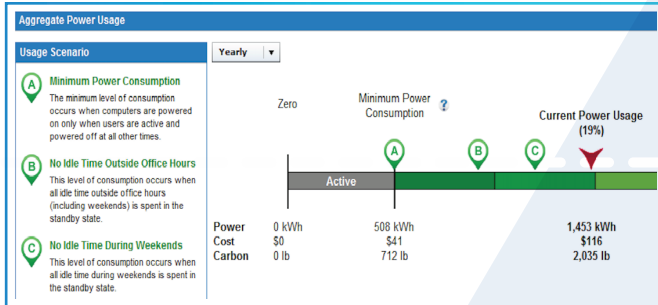 Aggregate Power Usage
Usage Scenario
A
Minimum Power Consumption
The minimum level of consumption
occurs when computers are powered
on only when users are active and
powered off at all other times.
B
No Idle Time Outside Office Hours
This level of consumption occurs when
all idle time outside office hours
(including weekends) is spent in the
standby state.
C
No Idle Time During Weekends
This level of consumption occurs when
all idle time during weekends is spent in
the standby state.
Yearly
Zero
Minimum Power
Consumption
?
Current Power Usage
(19%)
A B C
Active
Power 0 kWh 508 kWh 1,453 kWh
Cost $0 $41 $116
Carbon 0 lb 712 lb 2,035 lb